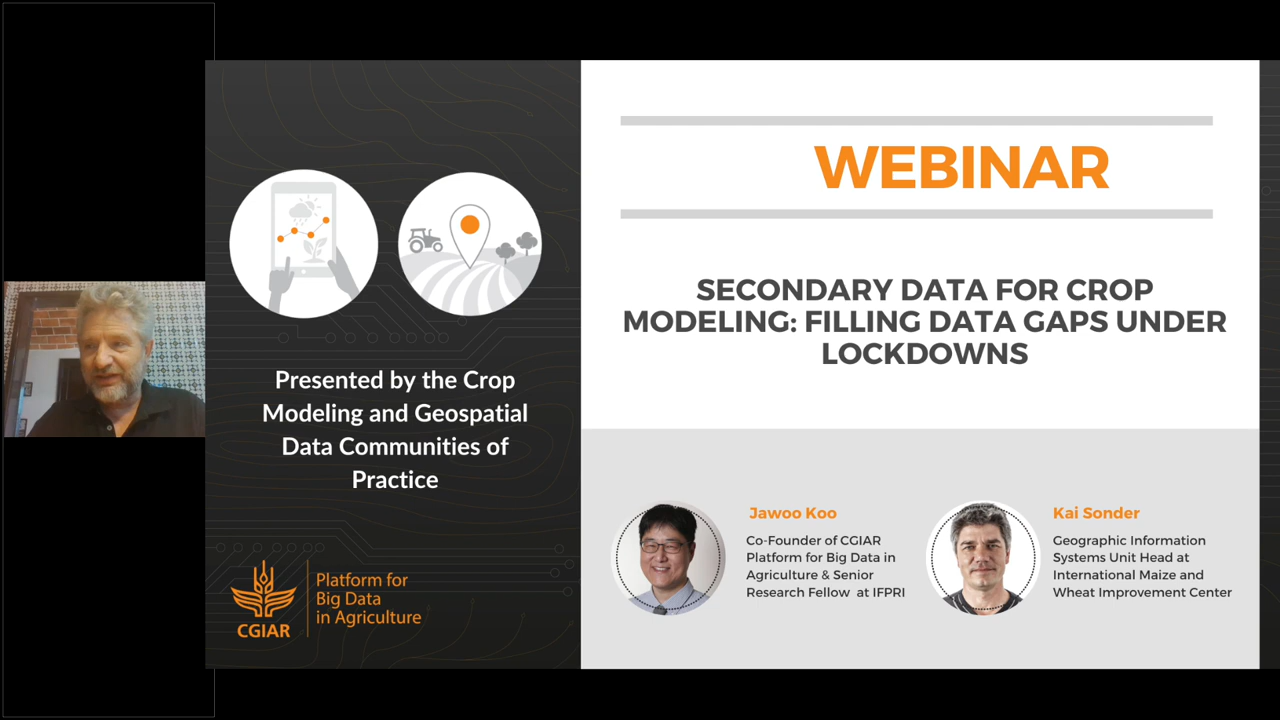 WEBINAR
SECONDARY DATA FOR CROP
MODELING: FILLING DATA GAPS UNDER
LOCKDOWNS
Presented by the Crop
Modeling and Geospatial
Data Communities of
Practice
CGIAR
Platform for
Big Data
in Agriculture
Jawoo Koo
Co-Founder of CGIAR
Platform for Big Data in
Agriculture & Senior
Research Fellow at IFPRI
Kai Sonder
Geographic Information
Systems Unit Head at
International Maize and
Wheat Improvement Center